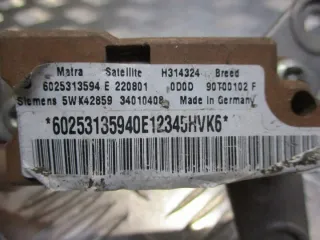 Matra Satellite H314324 Breed
6025313594 E 220801 0D0D 90T00102 F
Siemens 5WK42859 34010408 Made in Germany
*60253135940E12345HVK6*